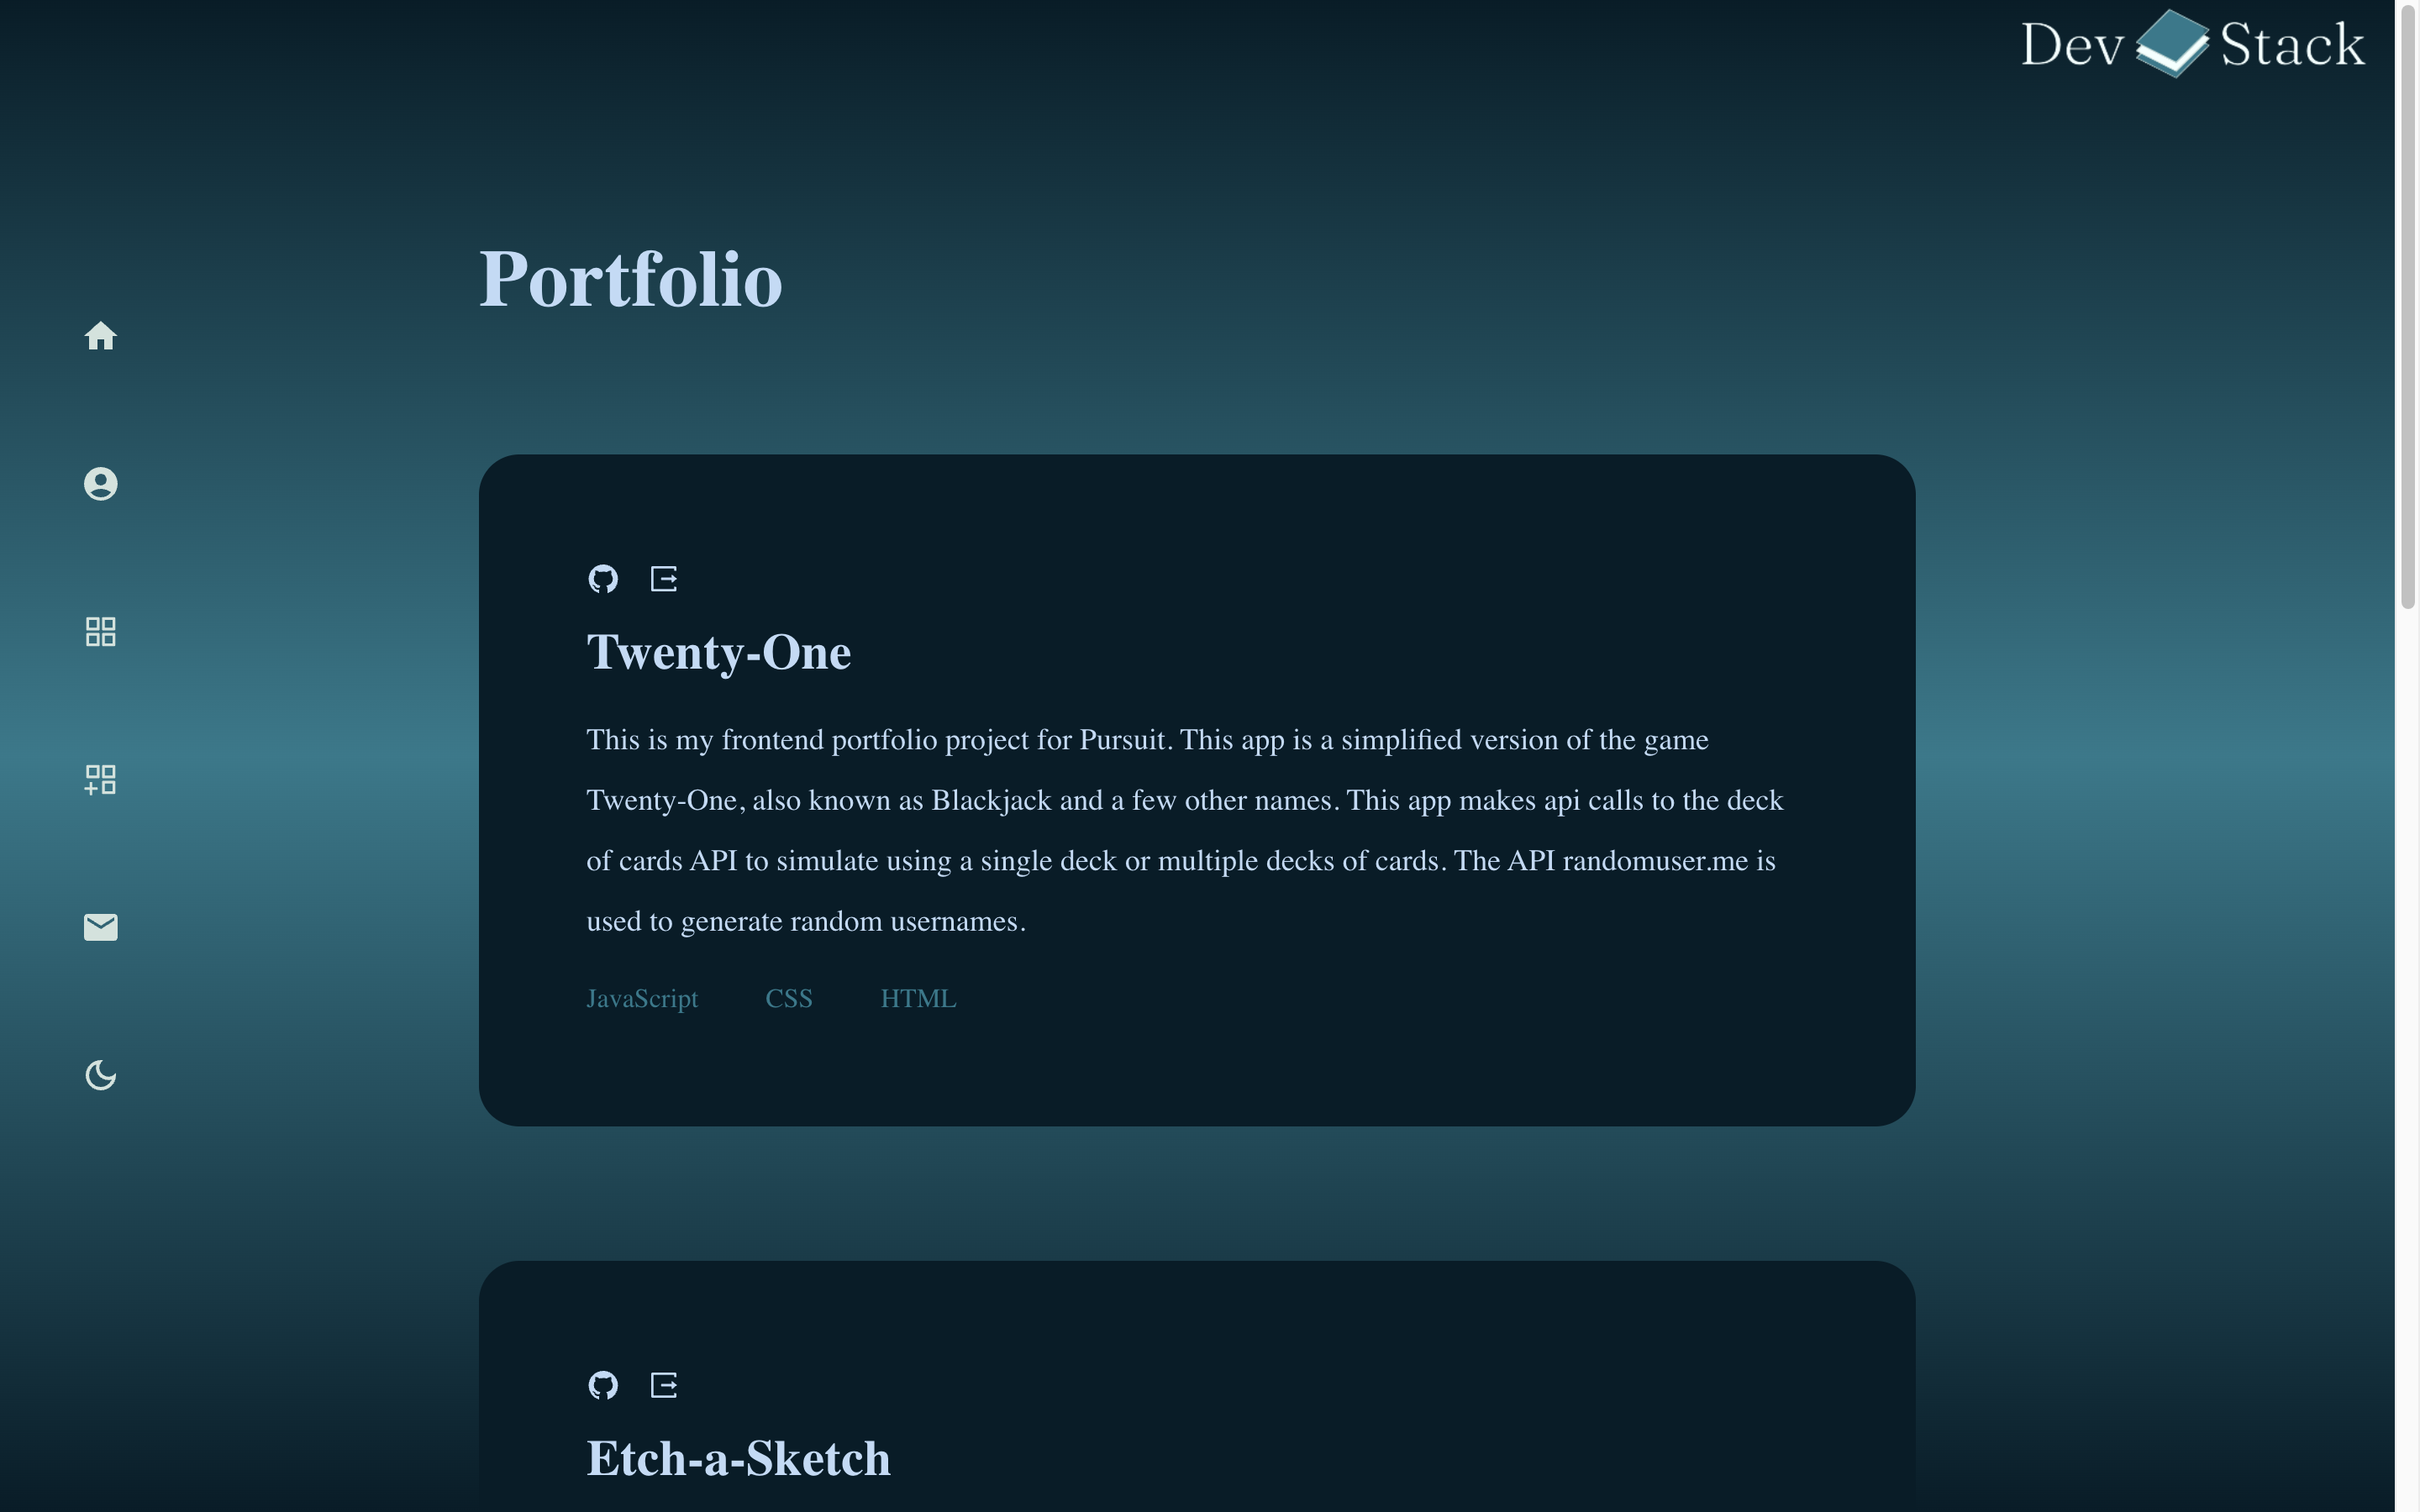 Dev Stack
Portfolio
Twenty-One
This is my frontend portfolio project for Pursuit. This app is a simplified version of the game
Twenty-One, also known as Blackjack and a few other names. This app makes api calls to the deck
of cards API to simulate using a single deck or multiple decks of cards. The API randomuser.me is
used to generate random usernames.
JavaScript CSS HTML
Etch-a-Sketch